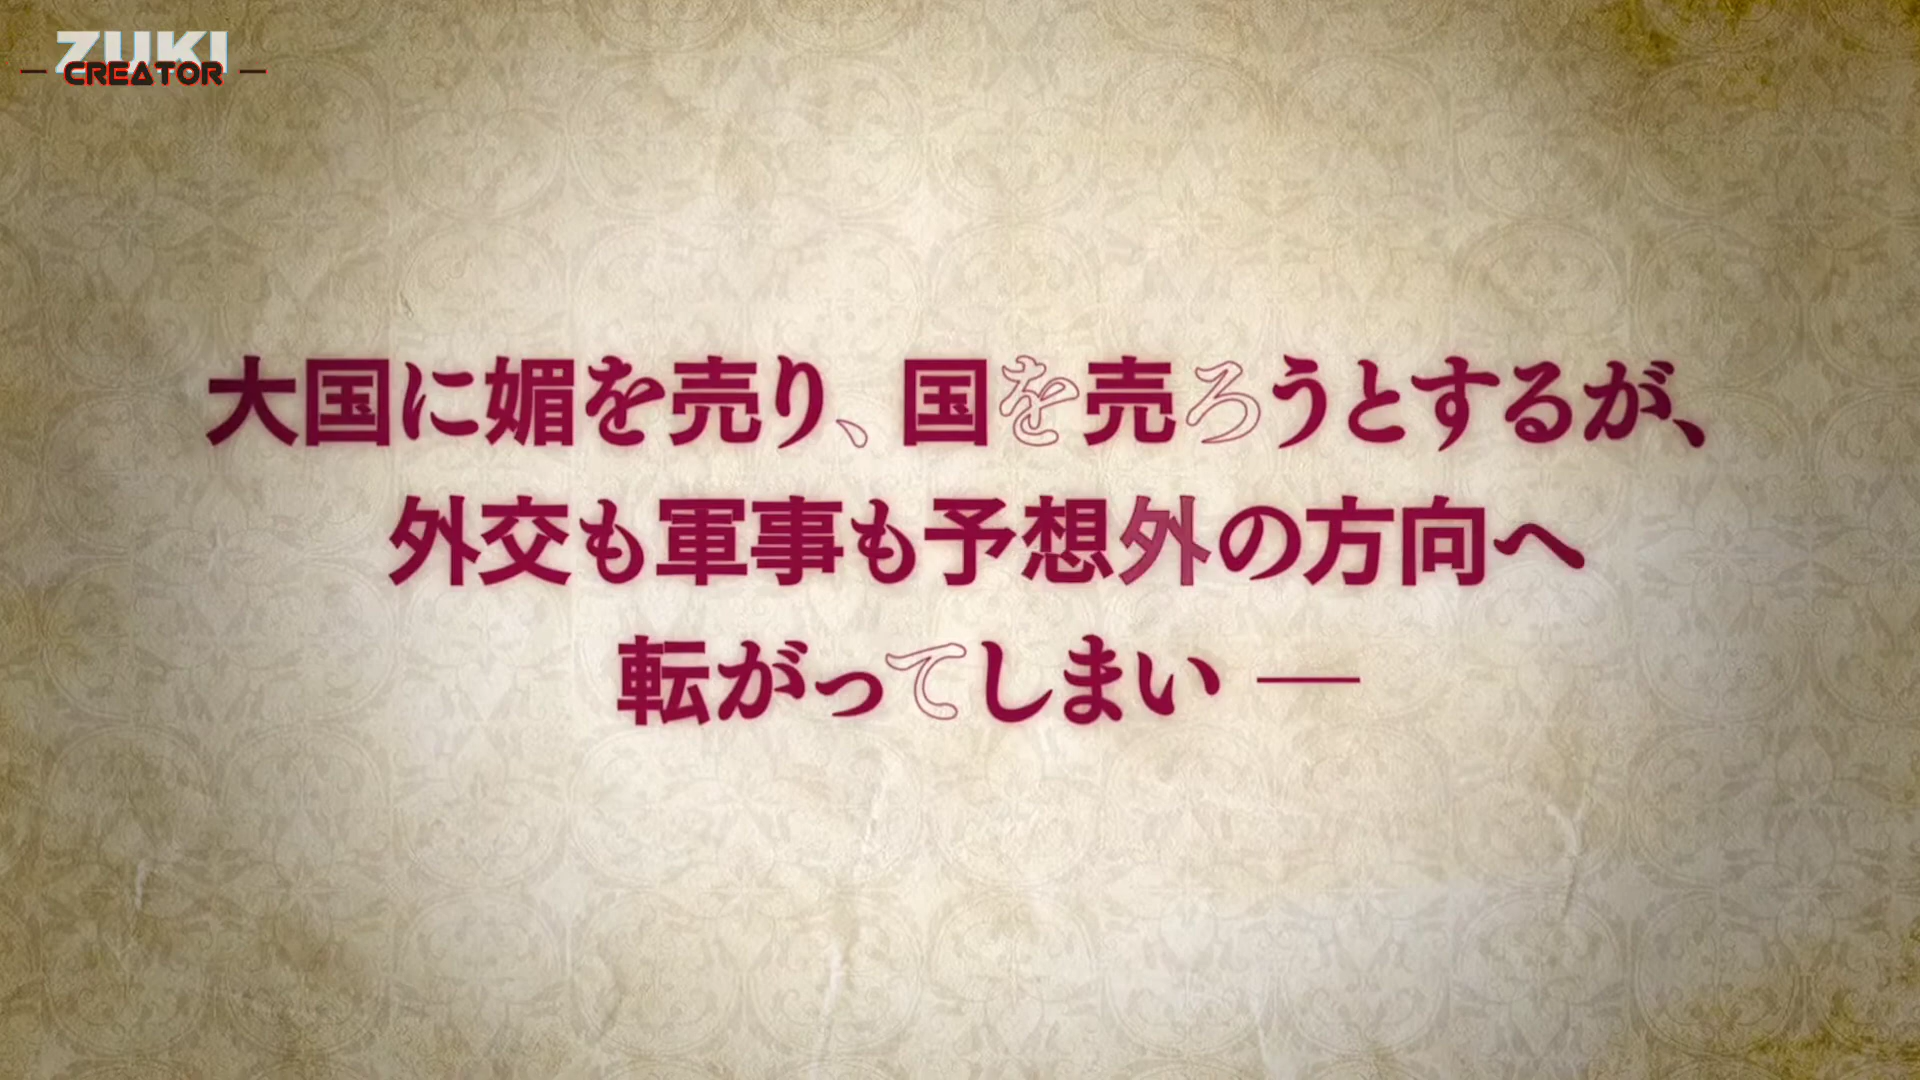 ZUKI
CREATOR
大国に媚を売り、国を売ろうとするが、
外交も軍事も予想外の方向へ
転がってしまい ―